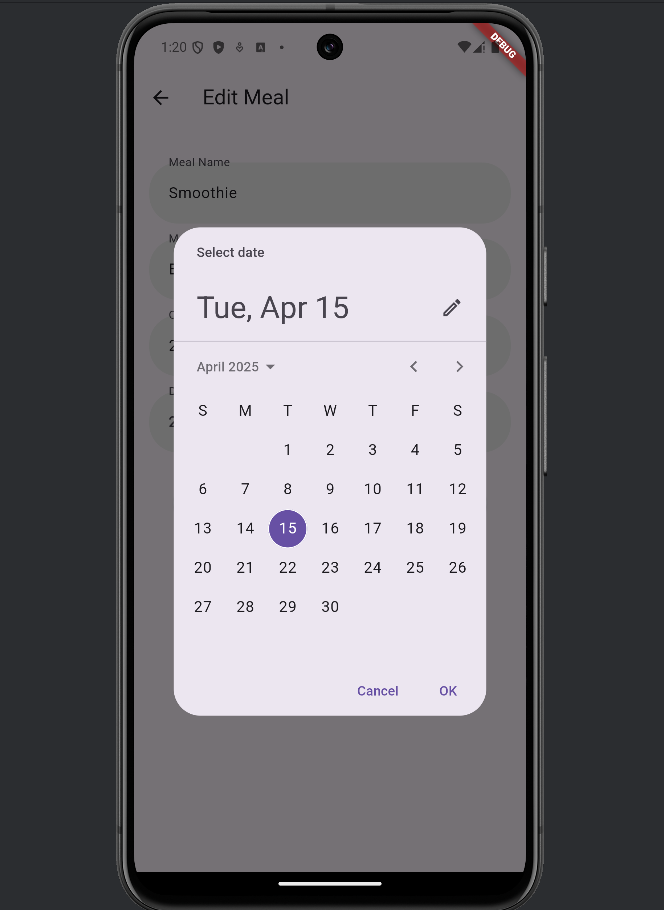 1:20
DEBUG
Edit Meal
Meal Name
Smoothie
Select date
Tue, Apr 15
April 2025
S M T W T F S
1 2 3 4 5
6 7 8 9 10 11 12
13 14 15 16 17 18 19
20 21 22 23 24 25 26
27 28 29 30
Cancel OK